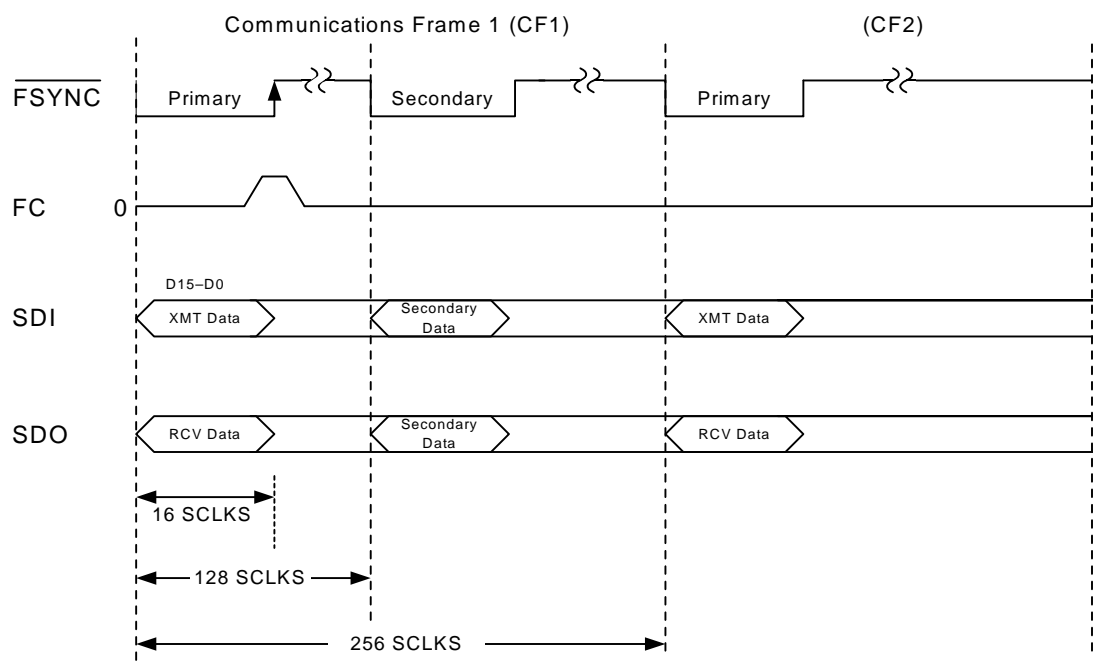 Communications Frame 1 (CF1)
(CF2)
FSYNC
Primary
Secondary
Primary
FC
0
D15–D0
SDI
XMT Data
Secondary
Data
XMT Data
SDO
RCV Data
Secondary
Data
RCV Data
16 SCLKS
128 SCLKS
256 SCLKS